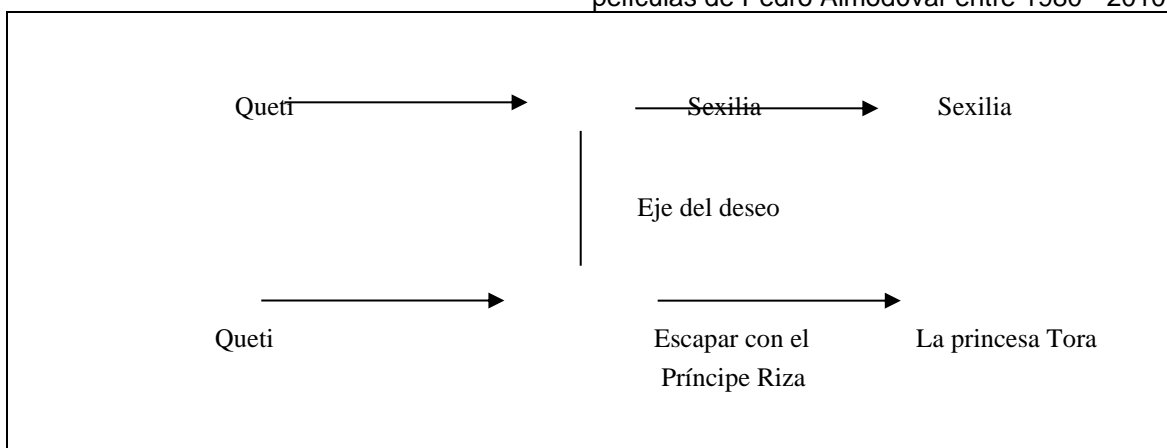 películas de Pedro Almodóvar entre 1980 - 2010
Queti Sexilia Sexilia
Eje del deseo
Queti Escapar con el La princesa Tora
Príncipe Riza